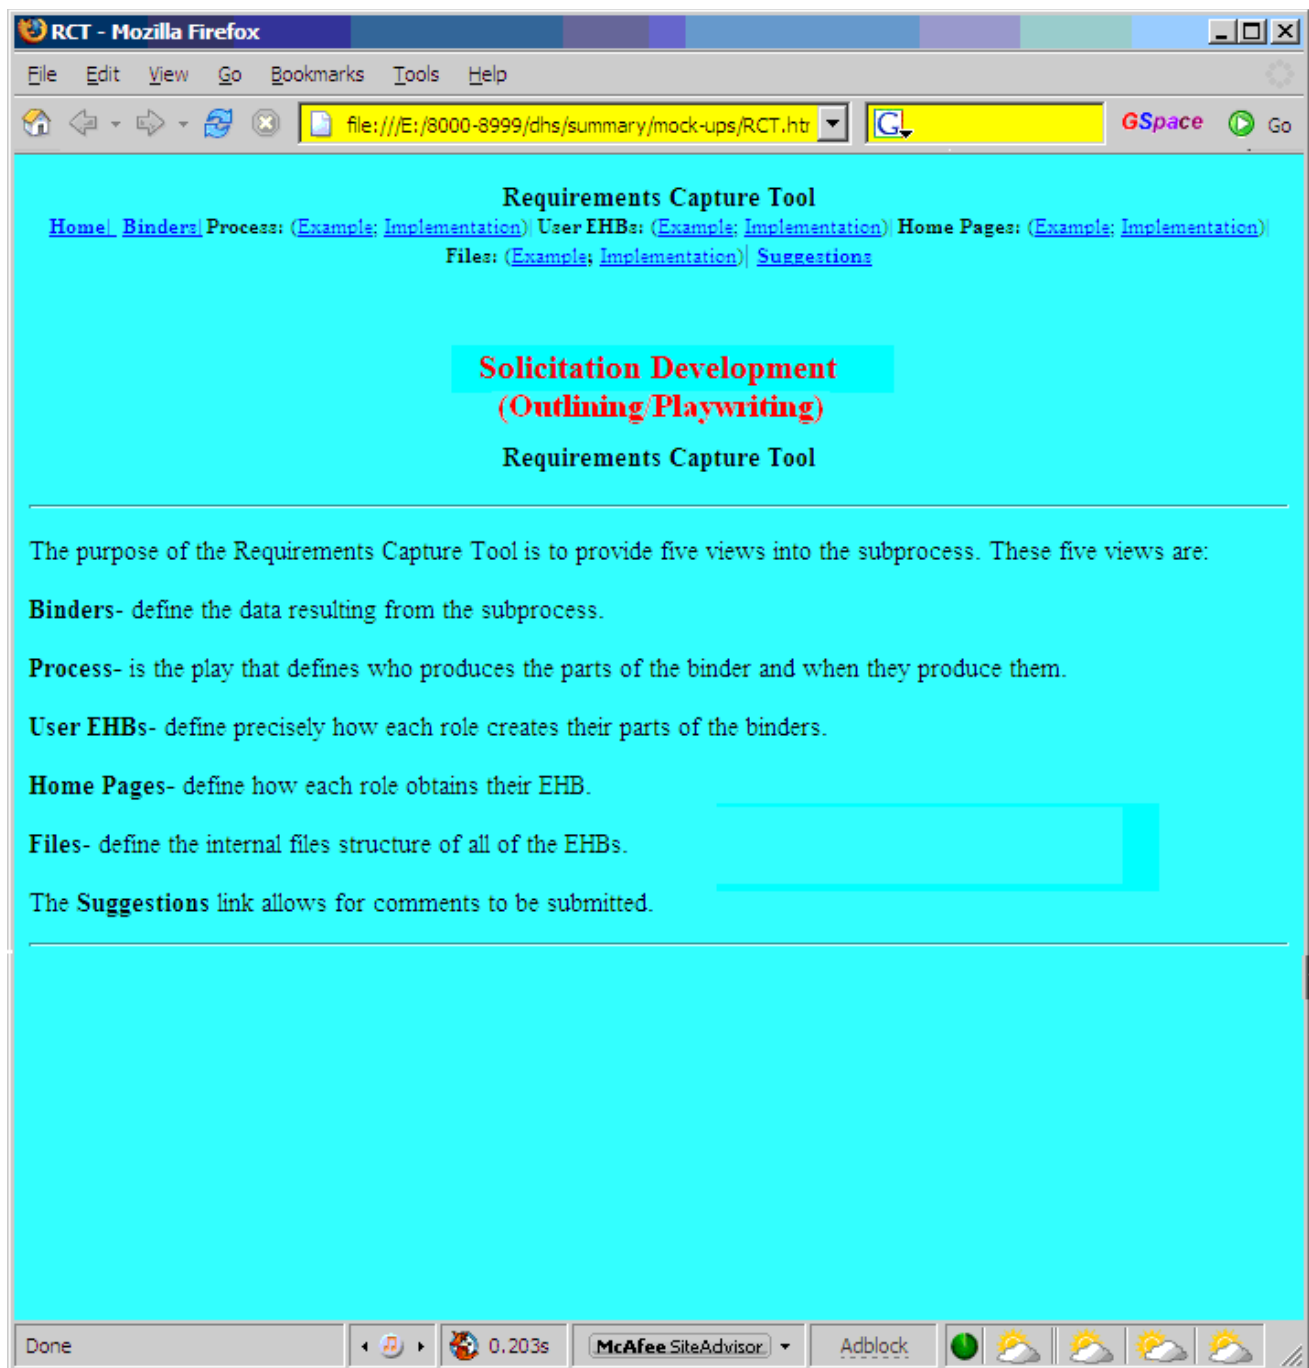 RCT - Mozilla Firefox
File Edit View Go Bookmarks Tools Help
file:///E:/8000-8999/dhs/summary/mock-ups/RCT.htr G GSpace Go
Requirements Capture Tool
Home| Binders| Process: (Example; Implementation)| User EHBs: (Example; Implementation)| Home Pages: (Example; Implementation)|
Files: (Example; Implementation)| Suggestions
Solicitation Development
(Outlining/Playwriting)
Requirements Capture Tool
The purpose of the Requirements Capture Tool is to provide five views into the subprocess. These five views are:
Binders- define the data resulting from the subprocess.
Process- is the play that defines who produces the parts of the binder and when they produce them.
User EHBs- define precisely how each role creates their parts of the binders.
Home Pages- define how each role obtains their EHB.
Files- define the internal files structure of all of the EHBs.
The Suggestions link allows for comments to be submitted.
Done 0.203s McAfee SiteAdvisor Adblock